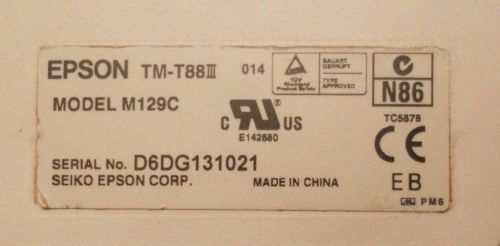 EPSON TM-T88III 014
TÜV Rheinland Product Safety
BAUART GEPRÜFT
TYPE APPROVED
N86
MODEL M129C
C UR US
E142680
TC5878
CE
SERIAL No. D6DG131021
SEIKO EPSON CORP. MADE IN CHINA
EB
PM6